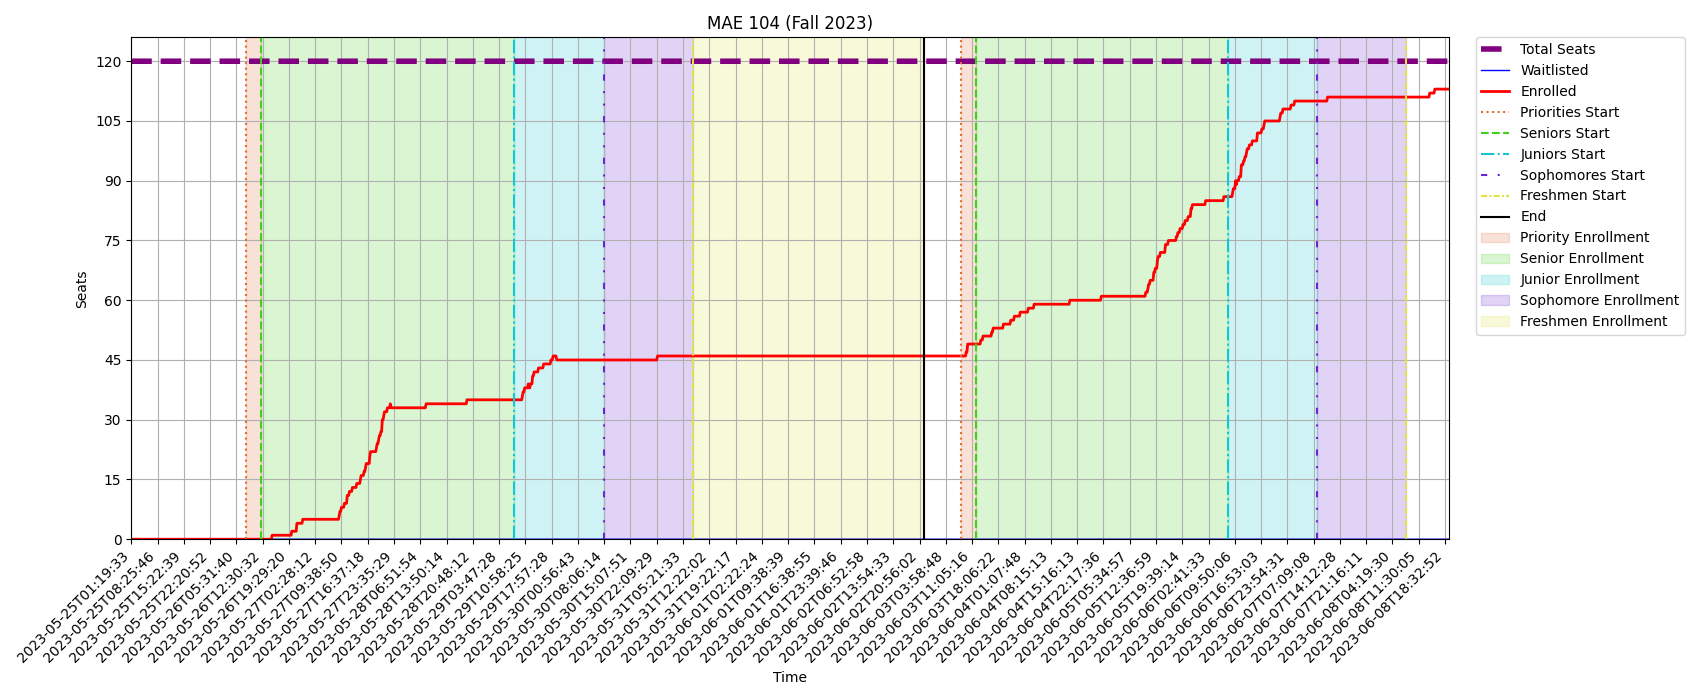 MAE 104 (Fall 2023)
Seats
120
105
90
75
60
45
30
15
0
2023-05-25T01:19:33
2023-05-25T08:25:46
2023-05-25T15:22:39
2023-05-25T22:20:52
2023-05-26T05:31:40
2023-05-26T12:30:32
2023-05-26T19:29:20
2023-05-27T02:28:12
2023-05-27T09:38:50
2023-05-27T16:37:18
2023-05-27T23:35:29
2023-05-28T06:51:54
2023-05-28T13:50:14
2023-05-28T20:48:12
2023-05-29T03:47:28
2023-05-29T10:58:25
2023-05-29T17:57:28
2023-05-30T00:56:43
2023-05-30T08:06:14
2023-05-30T15:07:51
2023-05-30T22:09:29
2023-05-31T05:21:33
2023-05-31T12:22:02
2023-05-31T19:22:17
2023-06-01T02:22:24
2023-06-01T09:38:39
2023-06-01T16:38:55
2023-06-01T23:39:46
2023-06-02T06:52:58
2023-06-02T13:54:33
2023-06-02T20:56:02
2023-06-03T03:58:48
2023-06-03T11:05:16
2023-06-03T18:06:22
2023-06-04T01:07:48
2023-06-04T08:15:13
2023-06-04T15:16:13
2023-06-04T22:17:36
2023-06-05T05:34:57
2023-06-05T12:36:59
2023-06-05T19:39:14
2023-06-06T02:41:33
2023-06-06T09:50:06
2023-06-06T16:53:03
2023-06-06T23:54:31
2023-06-07T07:09:08
2023-06-07T14:12:28
2023-06-07T21:16:11
2023-06-08T04:19:30
2023-06-08T11:30:05
2023-06-08T18:32:52
Time
Total Seats
Waitlisted
Enrolled
Priorities Start
Seniors Start
Juniors Start
Sophomores Start
Freshmen Start
End
Priority Enrollment
Senior Enrollment
Junior Enrollment
Sophomore Enrollment
Freshmen Enrollment